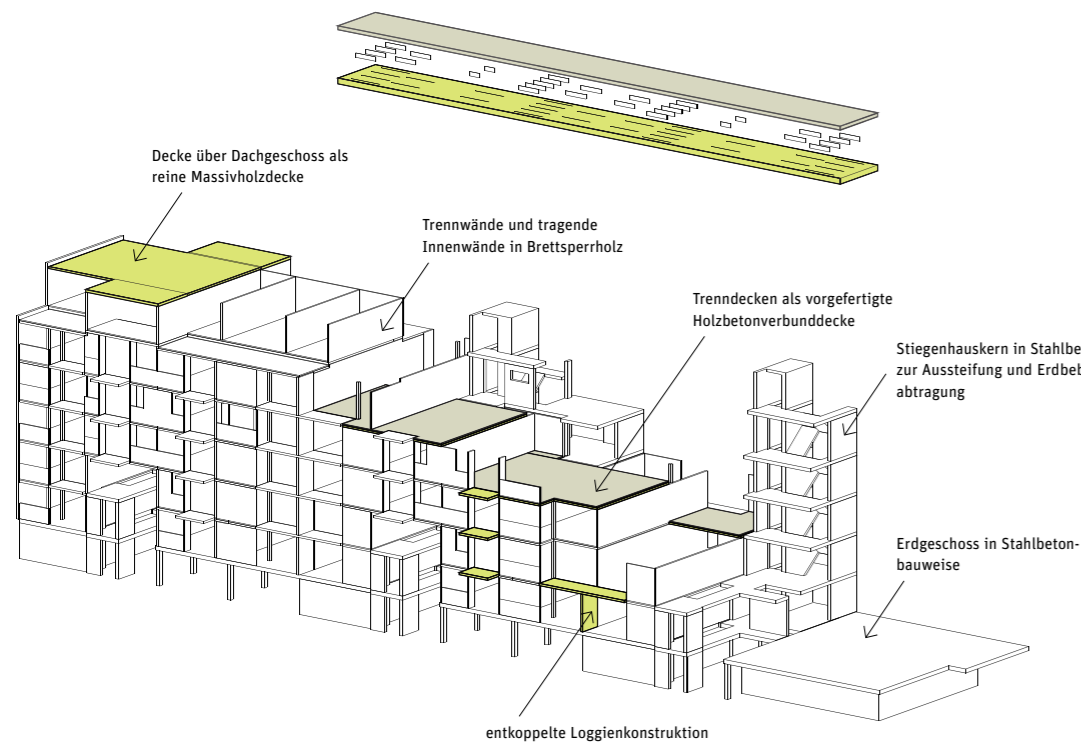 Decke über Dachgeschoss als
reine Massivholzdecke
Trennwände und tragende
Innenwände in Brettsperrholz
Trenndecken als vorgefertigte
Holzbetonverbunddecke
Stiegenhauskern in Stahlbe
zur Aussteifung und Erdbeb
abtragung
Erdgeschoss in Stahlbeton-
bauweise
entkoppelte Loggienkonstruktion